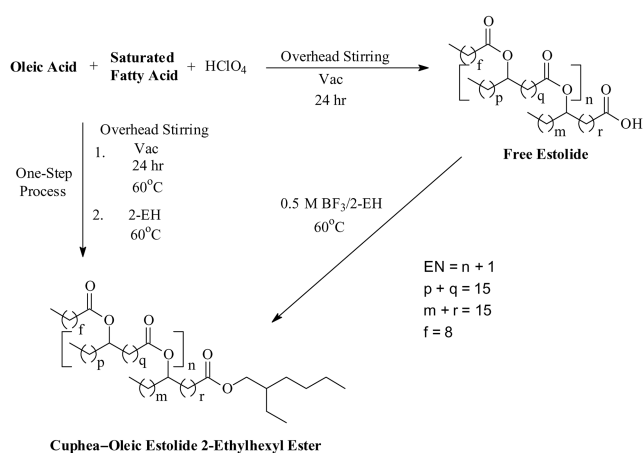 Oleic Acid + Saturated Fatty Acid + HClO4
Overhead Stirring
Vac
24 hr
O
O
f
p
O
q
O
n
m
r
O
OH
Free Estolide
One-Step
Process
Overhead Stirring
1. Vac
24 hr
60°C
2. 2-EH
60°C
0.5 M BF3/2-EH
60°C
EN = n + 1
p + q = 15
m + r = 15
f = 8
O
O
f
p
O
q
O
n
m
r
O
O
Cuphea–Oleic Estolide 2-Ethylhexyl Ester